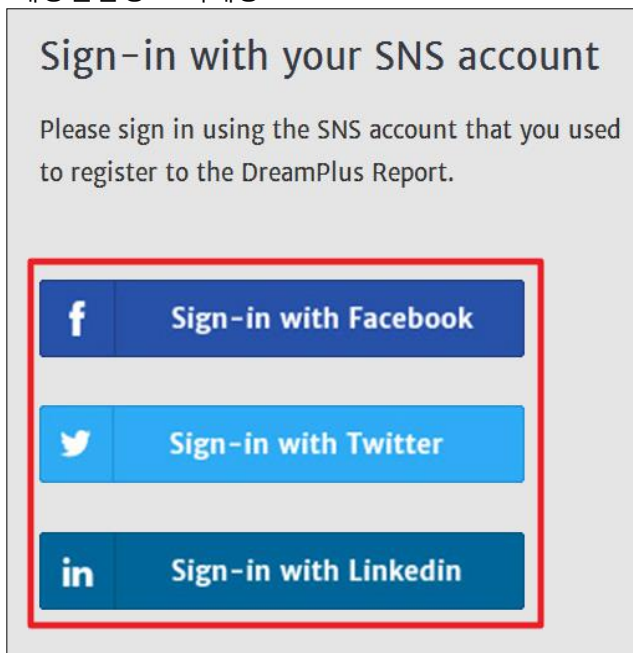 Sign-in with your SNS account
Please sign in using the SNS account that you used
to register to the DreamPlus Report.
f Sign-in with Facebook
Sign-in with Twitter
in Sign-in with Linkedin